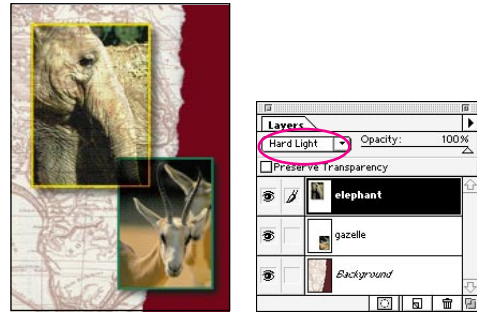 Layers
Hard Light
Opacity: 100%
Preserve Transparency
elephant
gazelle
Background